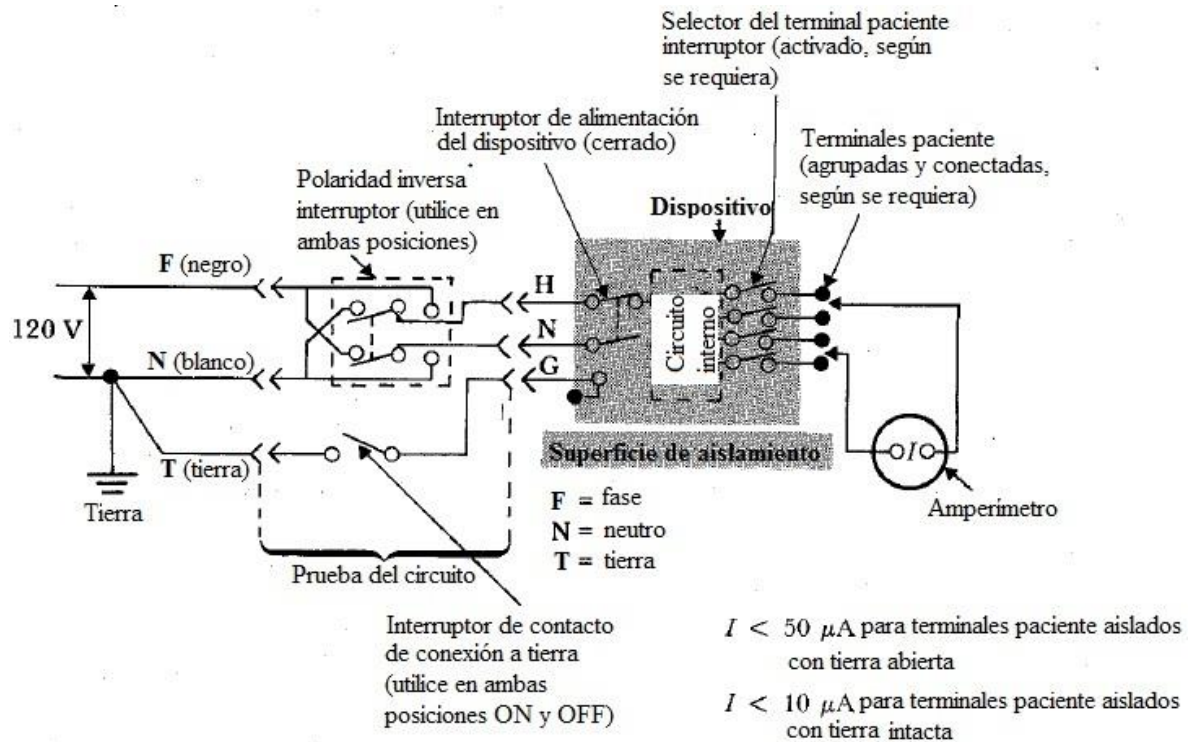 Selector del terminal paciente
interruptor (activado, según
se requiera)
Interruptor de alimentación
del dispositivo (cerrado)
Terminales paciente
(agrupadas y conectadas,
según se requiera)
Polaridad inversa
interruptor (utilice en
ambas posiciones)
Dispositivo
F (negro)
H
120 V
N
N (blanco)
G
Circuito
interno
T (tierra)
Tierra
Superficie de aislamiento
I
Amperímetro
F = fase
N = neutro
T = tierra
Prueba del circuito
Interruptor de contacto
de conexión a tierra
(utilice en ambas
posiciones ON y OFF)
I < 50 μA para terminales paciente aislados
con tierra abierta
I < 10 μA para terminales paciente aislados
con tierra intacta